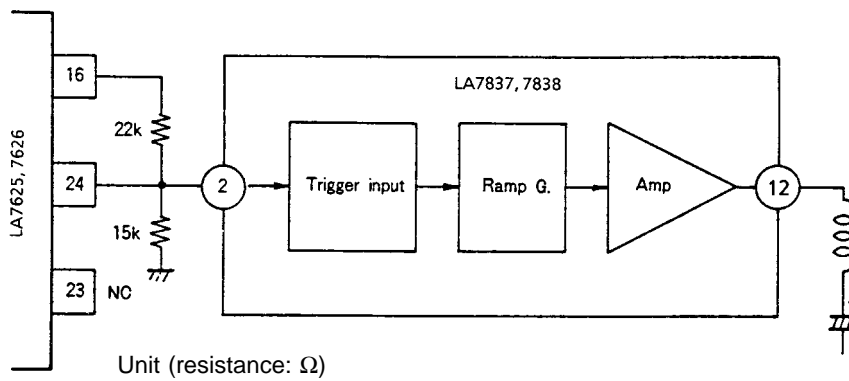 LA7625, 7626
16
22k
24
15k
23
NC
2
LA7837, 7838
Trigger input
Ramp G.
Amp
12
Unit (resistance: Ω)